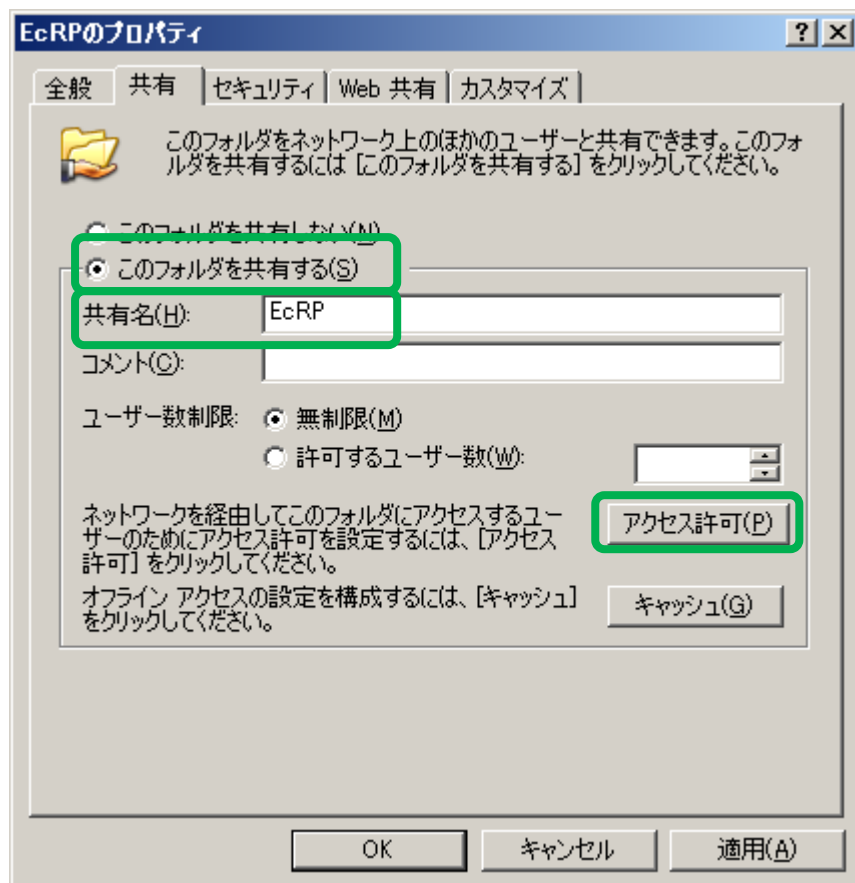 EcRPのプロパティ
全般 共有 セキュリティ Web 共有 カスタマイズ
このフォルダをネットワーク上のほかのユーザーと共有できます。このフォ
ルダを共有するには [このフォルダを共有する] をクリックしてください。
このフォルダを共有しない(N)
このフォルダを共有する(S)
共有名(H): EcRP
コメント(C):
ユーザー数制限: 無制限(M)
許可するユーザー数(W):
ネットワークを経由してこのフォルダにアクセスするユー
ザーのためにアクセス許可を設定するには、[アクセス
許可] をクリックしてください。
アクセス許可(P)
オフライン アクセスの設定を構成するには、[キャッシュ]
をクリックしてください。
キャッシュ(G)
OK キャンセル 適用(A)